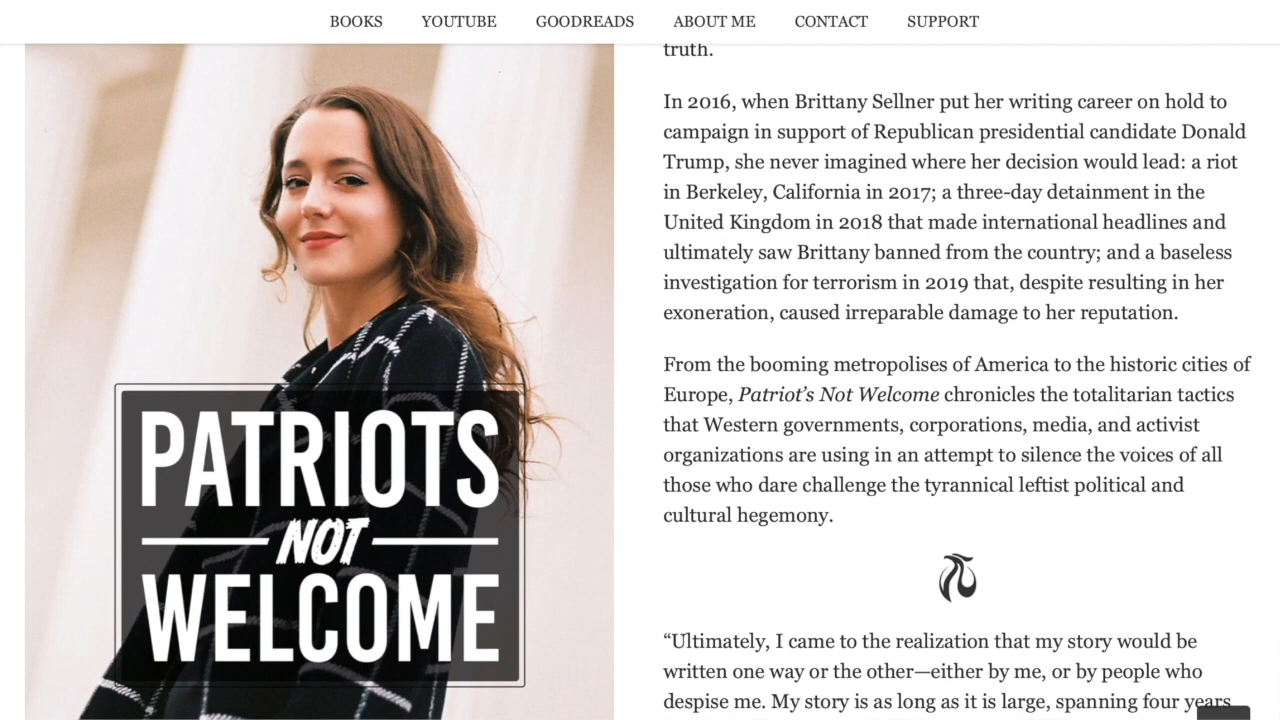 BOOKS YOUTUBE GOODREADS ABOUT ME CONTACT SUPPORT
PATRIOTS
NOT
WELCOME
truth.
In 2016, when Brittany Sellner put her writing career on hold to
campaign in support of Republican presidential candidate Donald
Trump, she never imagined where her decision would lead: a riot
in Berkeley, California in 2017; a three-day detainment in the
United Kingdom in 2018 that made international headlines and
ultimately saw Brittany banned from the country; and a baseless
investigation for terrorism in 2019 that, despite resulting in her
exoneration, caused irreparable damage to her reputation.
From the booming metropolises of America to the historic cities of
Europe, Patriot’s Not Welcome chronicles the totalitarian tactics
that Western governments, corporations, media, and activist
organizations are using in an attempt to silence the voices of all
those who dare challenge the tyrannical leftist political and
cultural hegemony.
“Ultimately, I came to the realization that my story would be
written one way or the other—either by me, or by people who
despise me. My story is as long as it is large, spanning four years